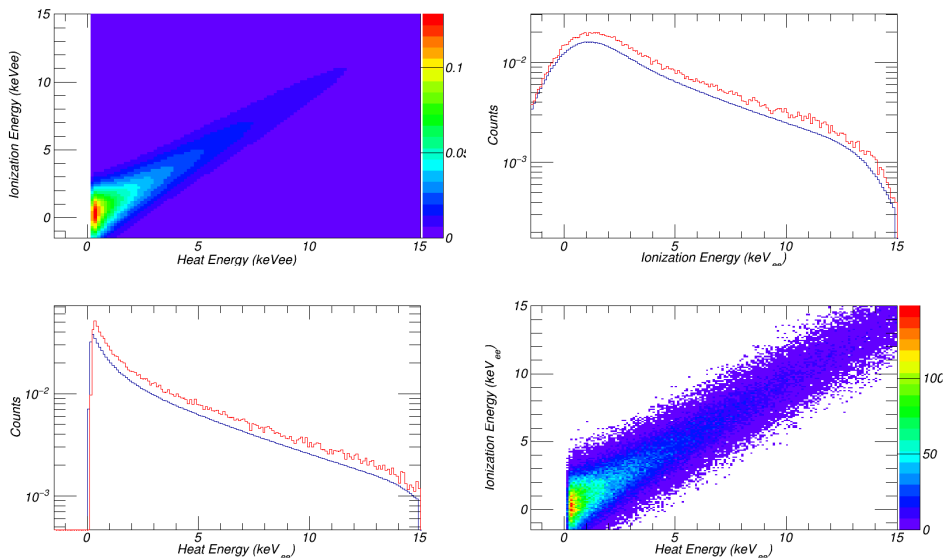 Ionization Energy (keVee)
15
10
5
0
0 5 10 15
Heat Energy (keVee)
0.1
0.05
0
Counts
10⁻²
10⁻³
0 5 10 15
Ionization Energy (keV_ee)
Counts
10⁻²
10⁻³
0 5 10 15
Heat Energy (keV_ee)
Ionization Energy (keV_ee)
15
10
5
0
0 5 10 15
Heat Energy (keV_ee)
100
50
0